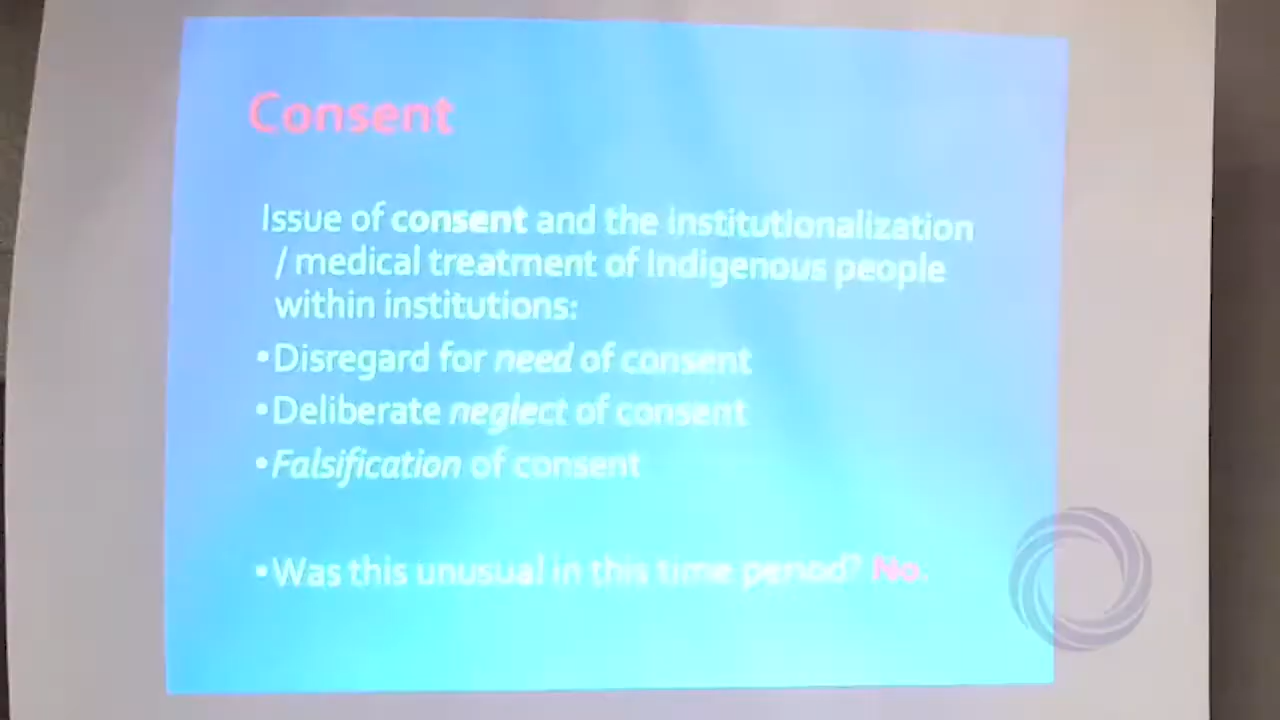 Consent
Issue of consent and the institutionalization
/ medical treatment of Indigenous people
within institutions:
•Disregard for need of consent
•Deliberate neglect of consent
•Falsification of consent
•Was this unusual in this time period? No.